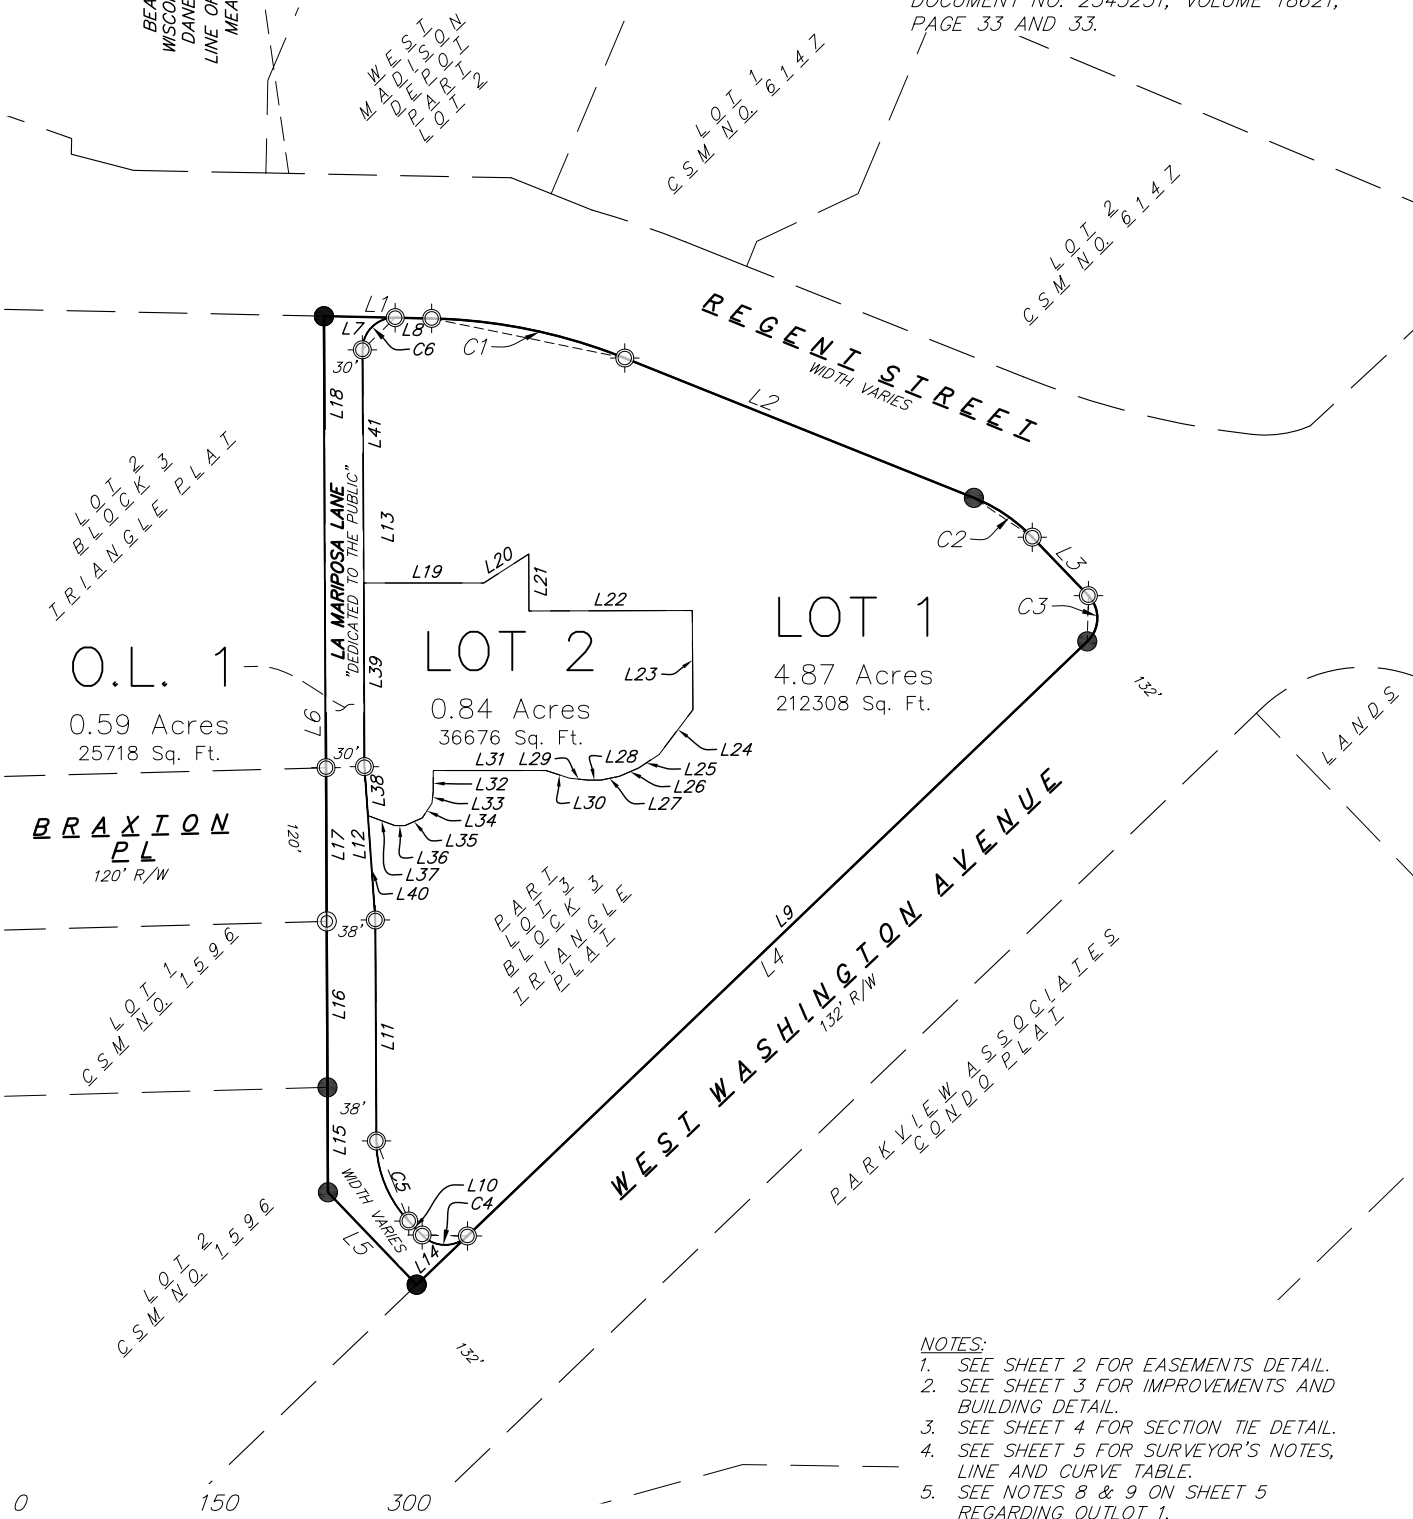 BEA
WISCO
DANE
LINE OF
MEA
WEST
MADISON
DEPOT
PART
LOT 2
LOT 1
CSM NO. 6147
PAGE 33 AND 33.
LOT 2
CSM NO. 6147
REGENT STREET
WIDTH VARIES
L1
L7
L8
C6
C1
30'
L18
L41
L2
LOT 2
BLOCK 3
TRIANGLE PLAT
LA MARIPOSA LANE
"DEDICATED TO THE PUBLIC"
L13
L19
L20
L21
L22
C2
L3
C3
O.L. 1
0.59 Acres
25718 Sq. Ft.
L6
L39
LOT 2
0.84 Acres
36676 Sq. Ft.
L23
LOT 1
4.87 Acres
212308 Sq. Ft.
132'
LANDS
30'
L31
L29
L28
L24
L25
L26
L27
L30
L32
L33
L34
L35
L36
L37
L38
L40
BRAXTON
PL
120' R/W
120'
L17
L12
38'
LOT 1
CSM NO. 1596
L16
L11
PART
LOT 3
BLOCK 3
TRIANGLE
PLAT
L9
L4
WEST WASHINGTON AVENUE
132' R/W
PARKVIEW ASSOCIATES
CONDO PLAT
38'
L15
C5
L10
C4
WIDTH VARIES
L14
L5
LOT 2
CSM NO. 1596
132'
NOTES:
1. SEE SHEET 2 FOR EASEMENTS DETAIL.
2. SEE SHEET 3 FOR IMPROVEMENTS AND
BUILDING DETAIL.
3. SEE SHEET 4 FOR SECTION TIE DETAIL.
4. SEE SHEET 5 FOR SURVEYOR'S NOTES,
LINE AND CURVE TABLE.
5. SEE NOTES 8 & 9 ON SHEET 5
REGARDING OUTLOT 1.
0 150 300